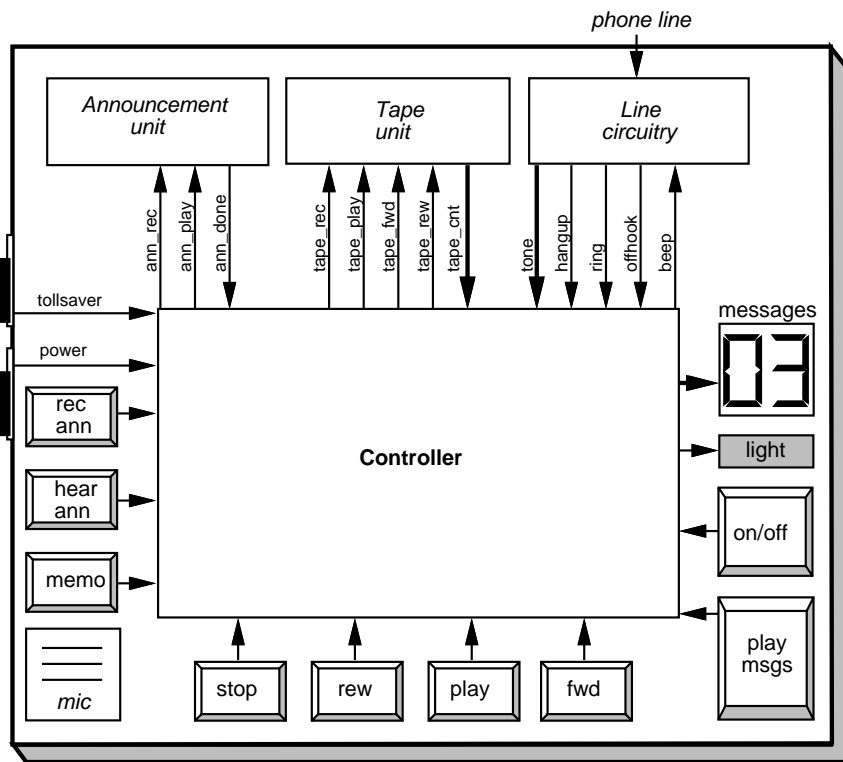 phone line
Announcement
unit
Tape
unit
Line
circuitry
ann_rec
ann_play
ann_done
tape_rec
tape_play
tape_fwd
tape_rew
tape_cnt
tone
hangup
ring
offhook
beep
tollsaver
messages
03
power
rec
ann
Controller
light
hear
ann
on/off
memo
play
msgs
mic
stop
rew
play
fwd